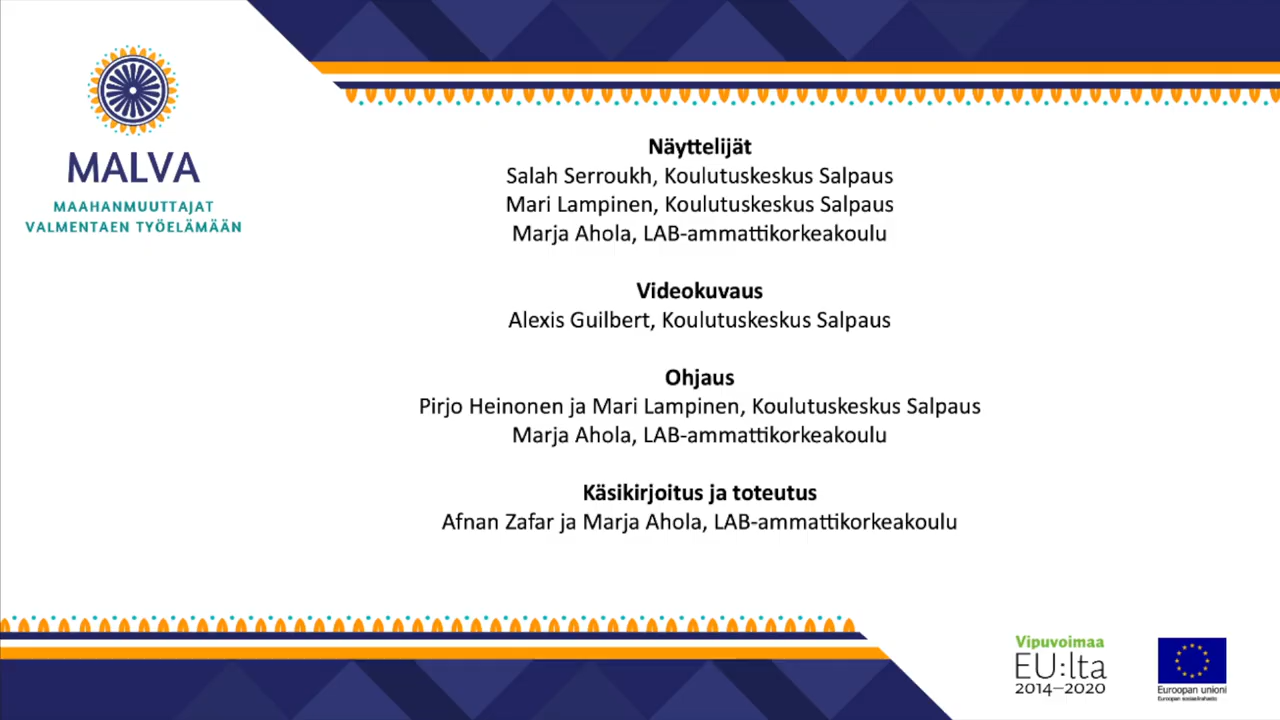 MALVA
MAAHANMUUTTAJAT
VALMENTAEN TYÖELÄMÄÄN
Näyttelijät
Salah Serroukh, Koulutuskeskus Salpaus
Mari Lampinen, Koulutuskeskus Salpaus
Marja Ahola, LAB-ammattikorkeakoulu
Videokuvaus
Alexis Guilbert, Koulutuskeskus Salpaus
Ohjaus
Pirjo Heinonen ja Mari Lampinen, Koulutuskeskus Salpaus
Marja Ahola, LAB-ammattikorkeakoulu
Käsikirjoitus ja toteutus
Afnan Zafar ja Marja Ahola, LAB-ammattikorkeakoulu
Vipuvoimaa
EU:lta
2014–2020
Euroopan unioni
Euroopan sosiaalirahasto